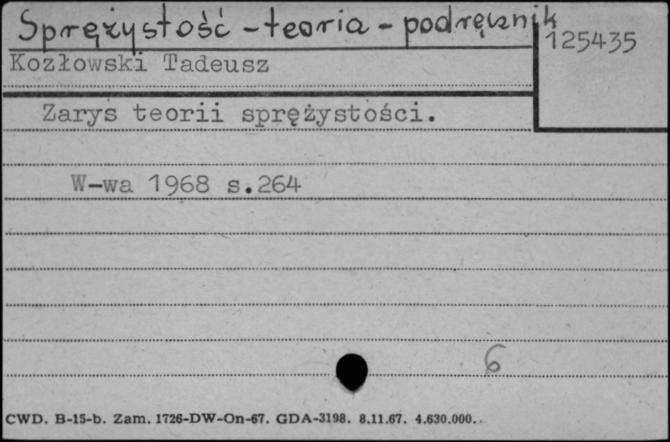 Sprężystość - teoria - podręcznik
125435
Kozłowski Tadeusz
Zarys teorii sprężystości.
W-wa 1968 s.264
6
CWD. B-15-b. Zam. 1726-DW-On-67. GDA-3198. 8.11.67. 4.630.000.